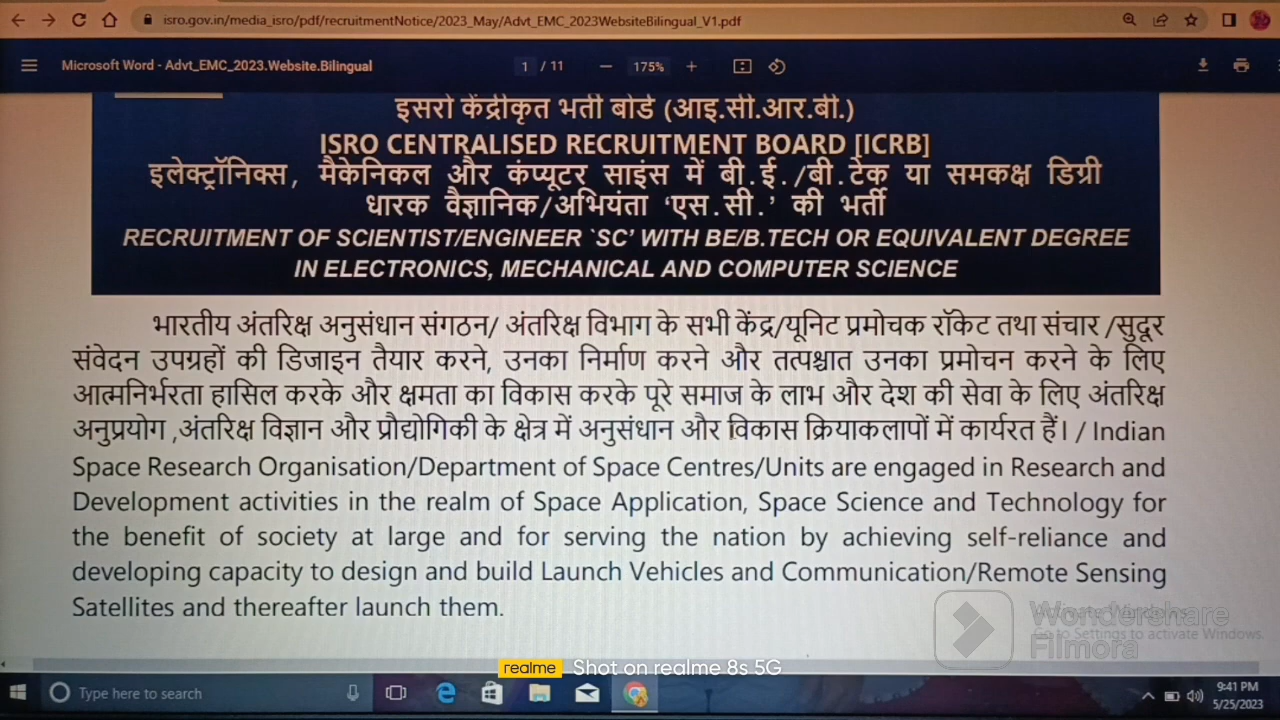 isro.gov.in/media_isro/pdf/recruitmentNotice/2023_May/Advt_EMC_2023WebsiteBilingual_V1.pdf
Microsoft Word - Advt_EMC_2023.Website.Bilingual
1 / 11
175%
इसरो केंद्रीकृत भर्ती बोर्ड (आइ.सी.आर.बी.)
ISRO CENTRALISED RECRUITMENT BOARD [ICRB]
इलेक्ट्रॉनिक्स, मैकेनिकल और कंप्यूटर साइंस में बी.ई./बी.टेक या समकक्ष डिग्री
धारक वैज्ञानिक/अभियंता ‘एस.सी.’ की भर्ती
RECRUITMENT OF SCIENTIST/ENGINEER `SC’ WITH BE/B.TECH OR EQUIVALENT DEGREE
IN ELECTRONICS, MECHANICAL AND COMPUTER SCIENCE
भारतीय अंतरिक्ष अनुसंधान संगठन/ अंतरिक्ष विभाग के सभी केंद्र/यूनिट प्रमोचक रॉकेट तथा संचार /सुदूर
संवेदन उपग्रहों की डिजाइन तैयार करने, उनका निर्माण करने और तत्पश्चात उनका प्रमोचन करने के लिए
आत्मनिर्भरता हासिल करके और क्षमता का विकास करके पूरे समाज के लाभ और देश की सेवा के लिए अंतरिक्ष
अनुप्रयोग ,अंतरिक्ष विज्ञान और प्रौद्योगिकी के क्षेत्र में अनुसंधान और विकास क्रियाकलापों में कार्यरत हैं। / Indian
Space Research Organisation/Department of Space Centres/Units are engaged in Research and
Development activities in the realm of Space Application, Space Science and Technology for
the benefit of society at large and for serving the nation by achieving self-reliance and
developing capacity to design and build Launch Vehicles and Communication/Remote Sensing
Satellites and thereafter launch them.
Activate Windows
Go to Settings to activate Windows.
Wondershare
Filmora
realme Shot on realme 8s 5G
Type here to search
9:41 PM
5/25/2023